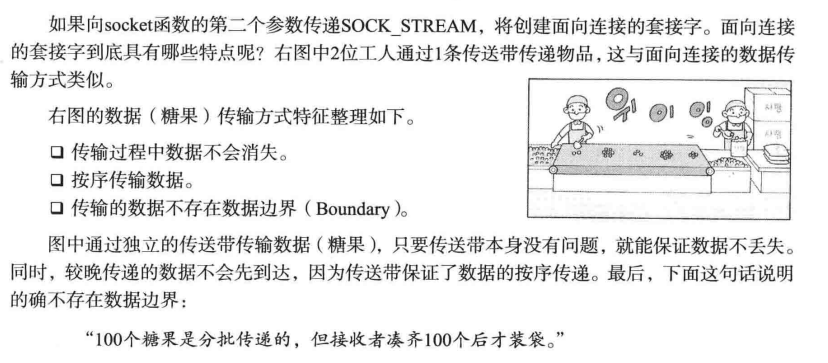 如果向socket函数的第二个参数传递SOCK_STREAM，将创建面向连接的套接字。面向连接
的套接字到底具有哪些特点呢？右图中2位工人通过1条传送带传递物品，这与面向连接的数据传
输方式类似。
右图的数据（糖果）传输方式特征整理如下。
❑ 传输过程中数据不会消失。
❑ 按序传输数据。
❑ 传输的数据不存在数据边界（Boundary）。
사탕
사탕
图中通过独立的传送带传输数据（糖果），只要传送带本身没有问题，就能保证数据不丢失。
同时，较晚传递的数据不会先到达，因为传送带保证了数据的按序传递。最后，下面这句话说明
的确不存在数据边界：
“100个糖果是分批传递的，但接收者凑齐100个后才装袋。”